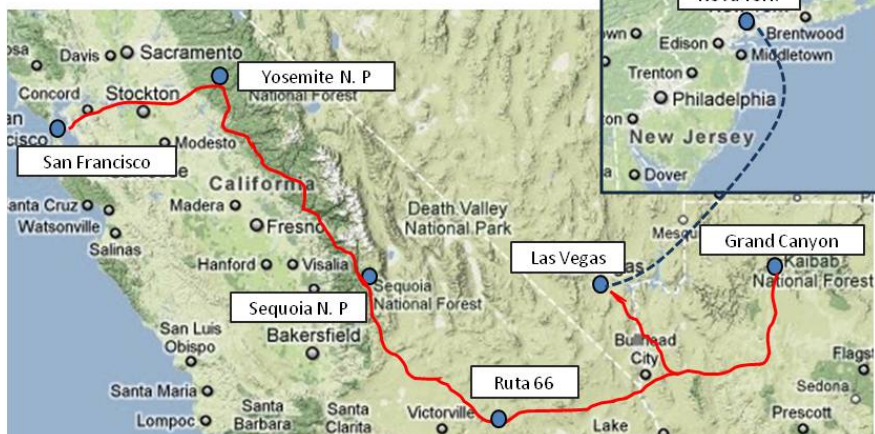 Davis
Sacramento
Concord
Stockton
Yosemite N. P
National Forest
San Francisco
Modesto
California
Santa Cruz
Watsonville
Salinas
Madera
Fresno
Hanford
Visalia
Death Valley
National Park
Sequoia
National Forest
Sequoia N. P
San Luis
Obispo
Bakersfield
Santa Maria
Lompoc
Santa
Barbara
Santa
Clarita
Victorville
Ruta 66
Las Vegas
Bullhead
City
Lake
Grand Canyon
Kaibab
National Forest
Sedona
Prescott
Brentwood
Edison
Middletown
Trenton
Philadelphia
New Jersey
Dover